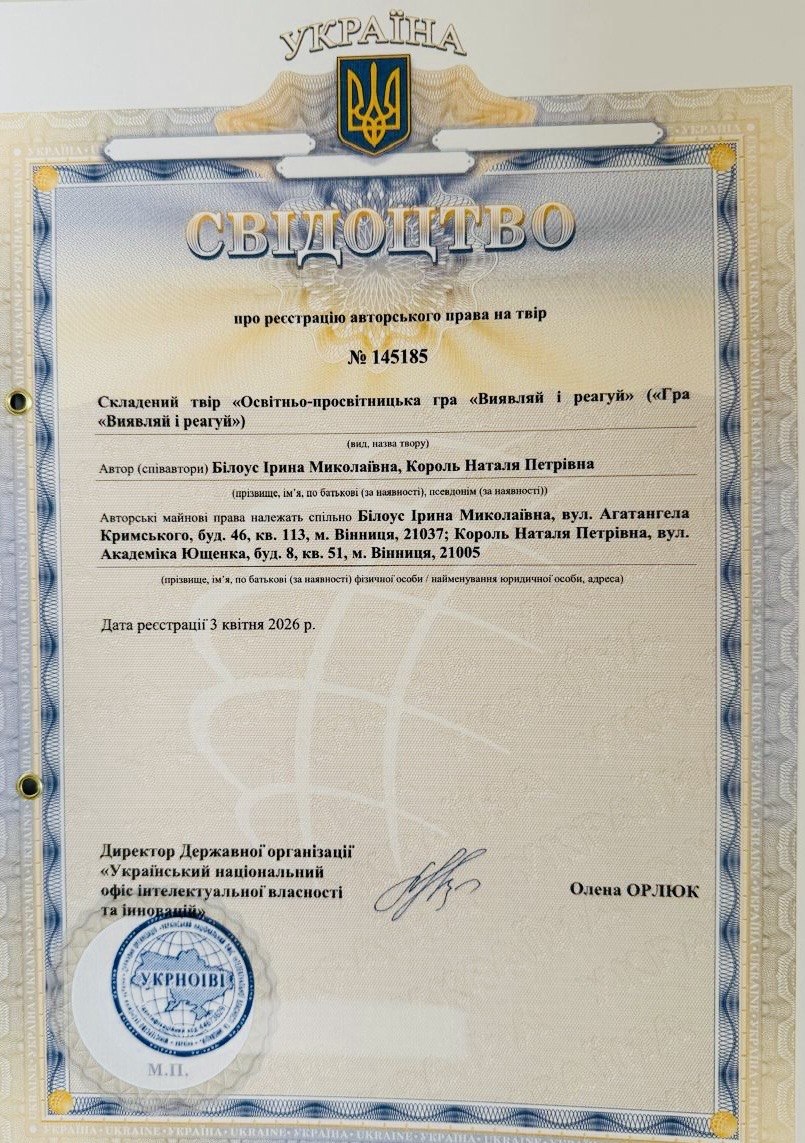 УКРАЇНА
СВІДОЦТВО
про реєстрацію авторського права на твір
№ 145185
Складений твір «Освітньо-просвітницька гра «Виявляй і реагуй» («Гра
«Виявляй і реагуй»)
(вид, назва твору)
Автор (співавтори) Білоус Ірина Миколаївна, Король Наталя Петрівна
(прізвище, ім’я, по батькові (за наявності), псевдонім (за наявності))
Авторські майнові права належать спільно Білоус Ірина Миколаївна, вул. Агатангела
Кримського, буд. 46, кв. 113, м. Вінниця, 21037; Король Наталя Петрівна, вул.
Академіка Ющенка, буд. 8, кв. 51, м. Вінниця, 21005
(прізвище, ім’я, по батькові (за наявності) фізичної особи / найменування юридичної особи, адреса)
Дата реєстрації 3 квітня 2026 р.
Директор Державної організації
«Український національний
офіс інтелектуальної власності
та інновацій»
Олена ОРЛЮК
УКРНОІВІ
М.П.